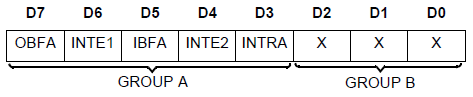 D7 D6 D5 D4 D3 D2 D1 D0
OBFA INTE1 IBFA INTE2 INTRA X X X
GROUP A GROUP B